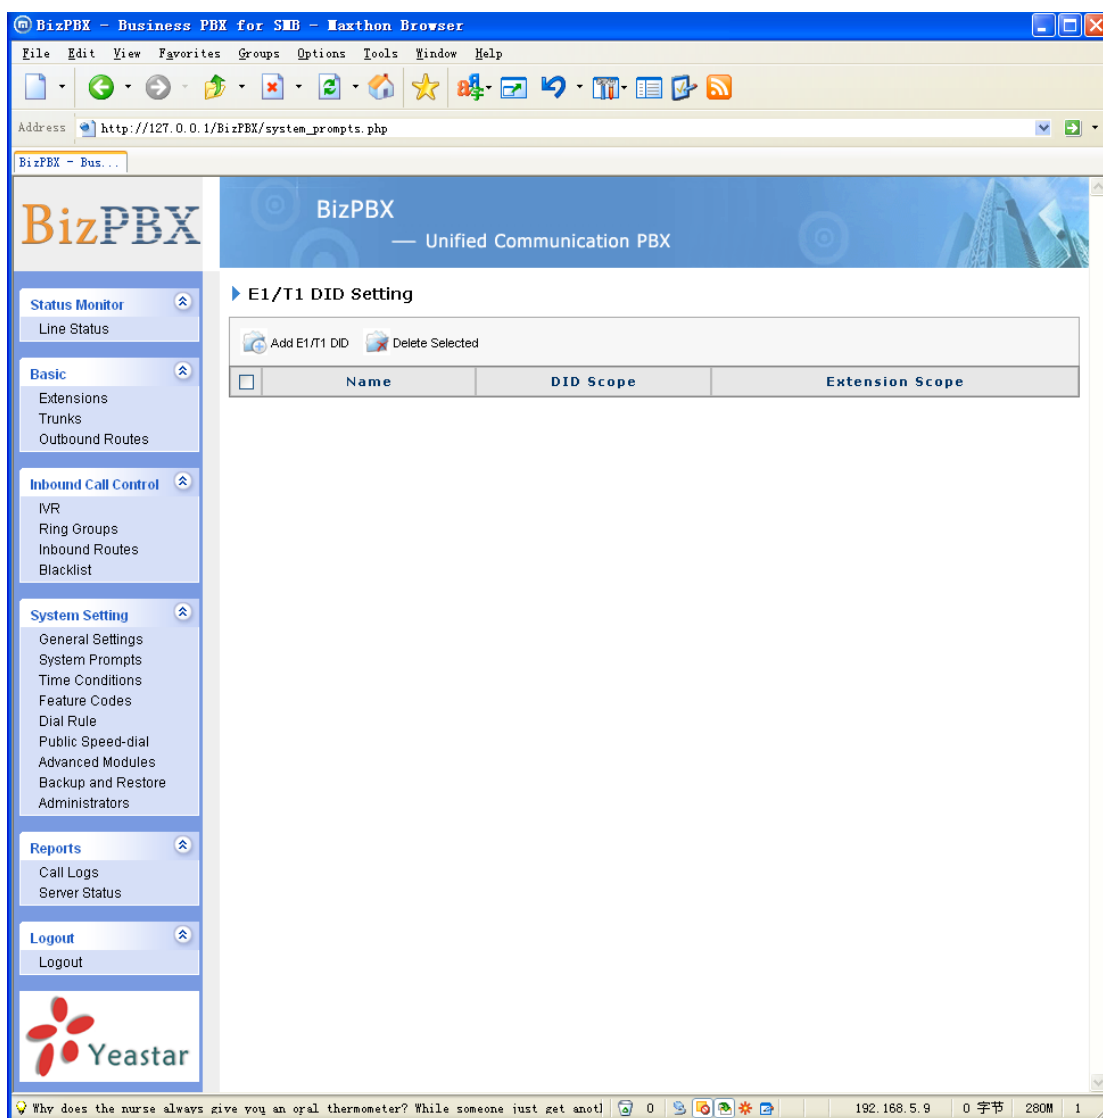 BizPBX - Business PBX for SMB - Maxthon Browser
File Edit View Favorites Groups Options Tools Window Help
Address http://127.0.0.1/BizPBX/system_prompts.php
BizPBX - Bus...
BizPBX
BizPBX
— Unified Communication PBX
E1/T1 DID Setting
Add E1/T1 DID Delete Selected
Name DID Scope Extension Scope
Status Monitor
Line Status
Basic
Extensions
Trunks
Outbound Routes
Inbound Call Control
IVR
Ring Groups
Inbound Routes
Blacklist
System Setting
General Settings
System Prompts
Time Conditions
Feature Codes
Dial Rule
Public Speed-dial
Advanced Modules
Backup and Restore
Administrators
Reports
Call Logs
Server Status
Logout
Logout
Yeastar
Why does the nurse always give you an oral thermometer? While someone just get anotl 0 192.168.5.9 0 字节 280M 1